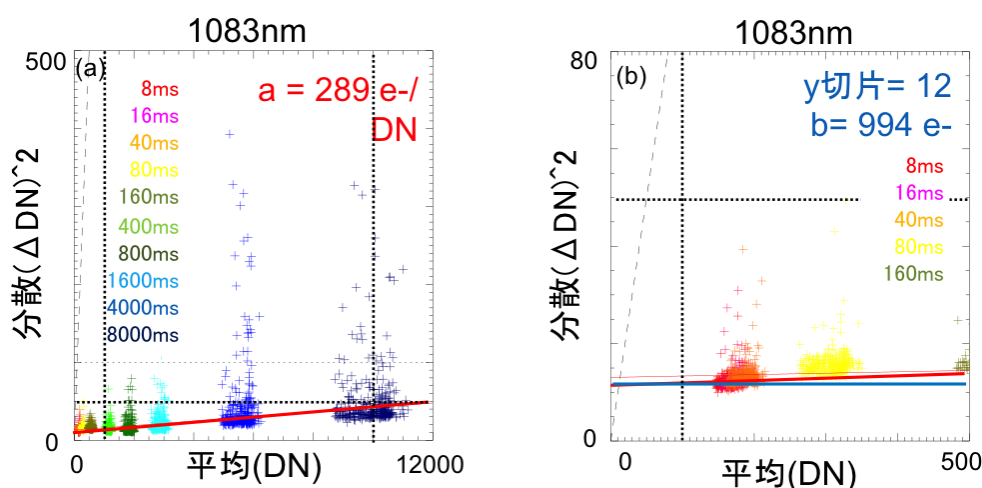 1083nm
500
(a)
a = 289 e-/
DN
8ms
16ms
40ms
80ms
160ms
400ms
800ms
1600ms
4000ms
8000ms
分散(ΔDN)^2
0
0
平均(DN)
12000
1083nm
80
(b)
y切片= 12
b= 994 e-
8ms
16ms
40ms
80ms
160ms
分散(ΔDN)^2
0
0
平均(DN)
500